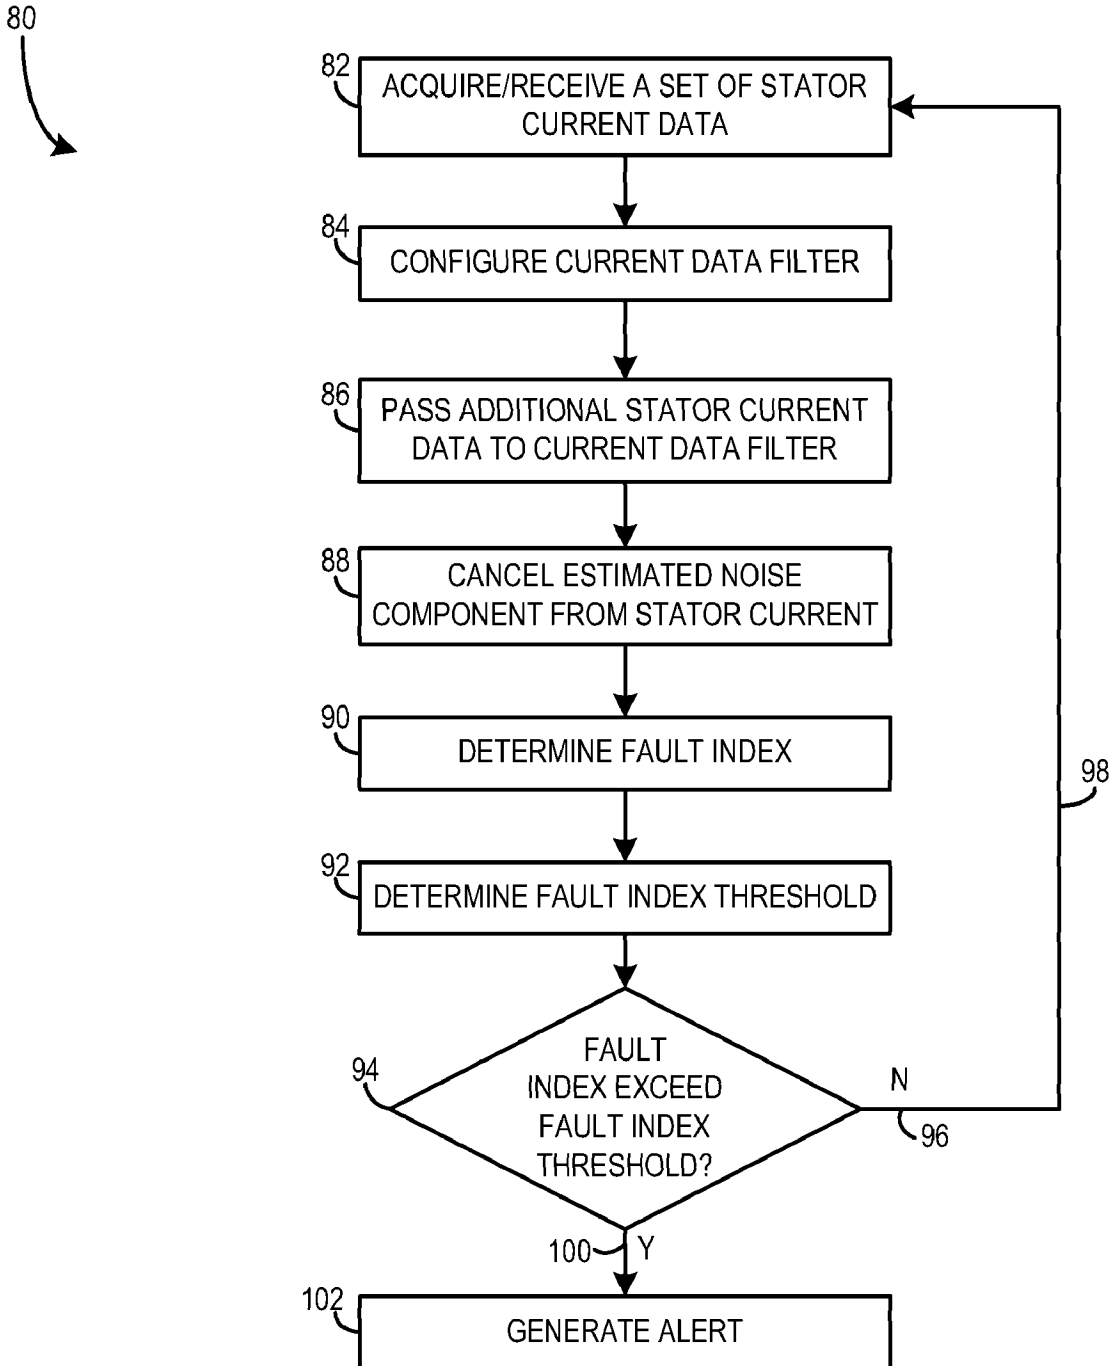 80
82
ACQUIRE/RECEIVE A SET OF STATOR
CURRENT DATA
84
CONFIGURE CURRENT DATA FILTER
86
PASS ADDITIONAL STATOR CURRENT
DATA TO CURRENT DATA FILTER
88
CANCEL ESTIMATED NOISE
COMPONENT FROM STATOR CURRENT
90
DETERMINE FAULT INDEX
98
92
DETERMINE FAULT INDEX THRESHOLD
94
FAULT
INDEX EXCEED
FAULT INDEX
THRESHOLD?
N
96
100
Y
102
GENERATE ALERT